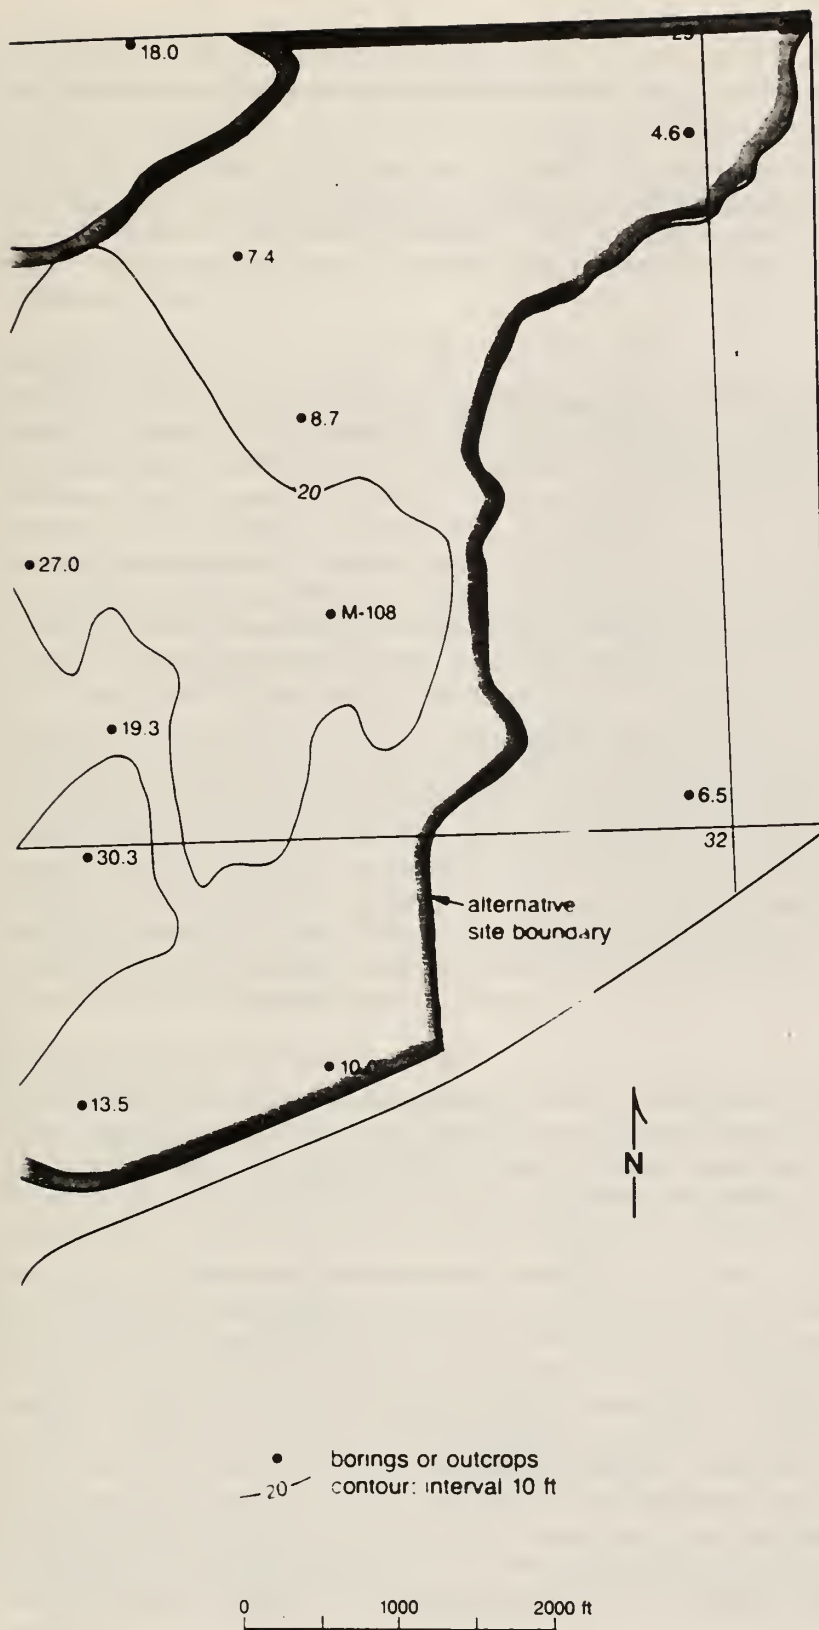 18.0
4.6
7 4
8.7
20
27.0
M-108
19.3
6.5
30.3
32
alternative
site boundary
13.5
N
borings or outcrops
20
contour: interval 10 ft
0 1000 2000 ft